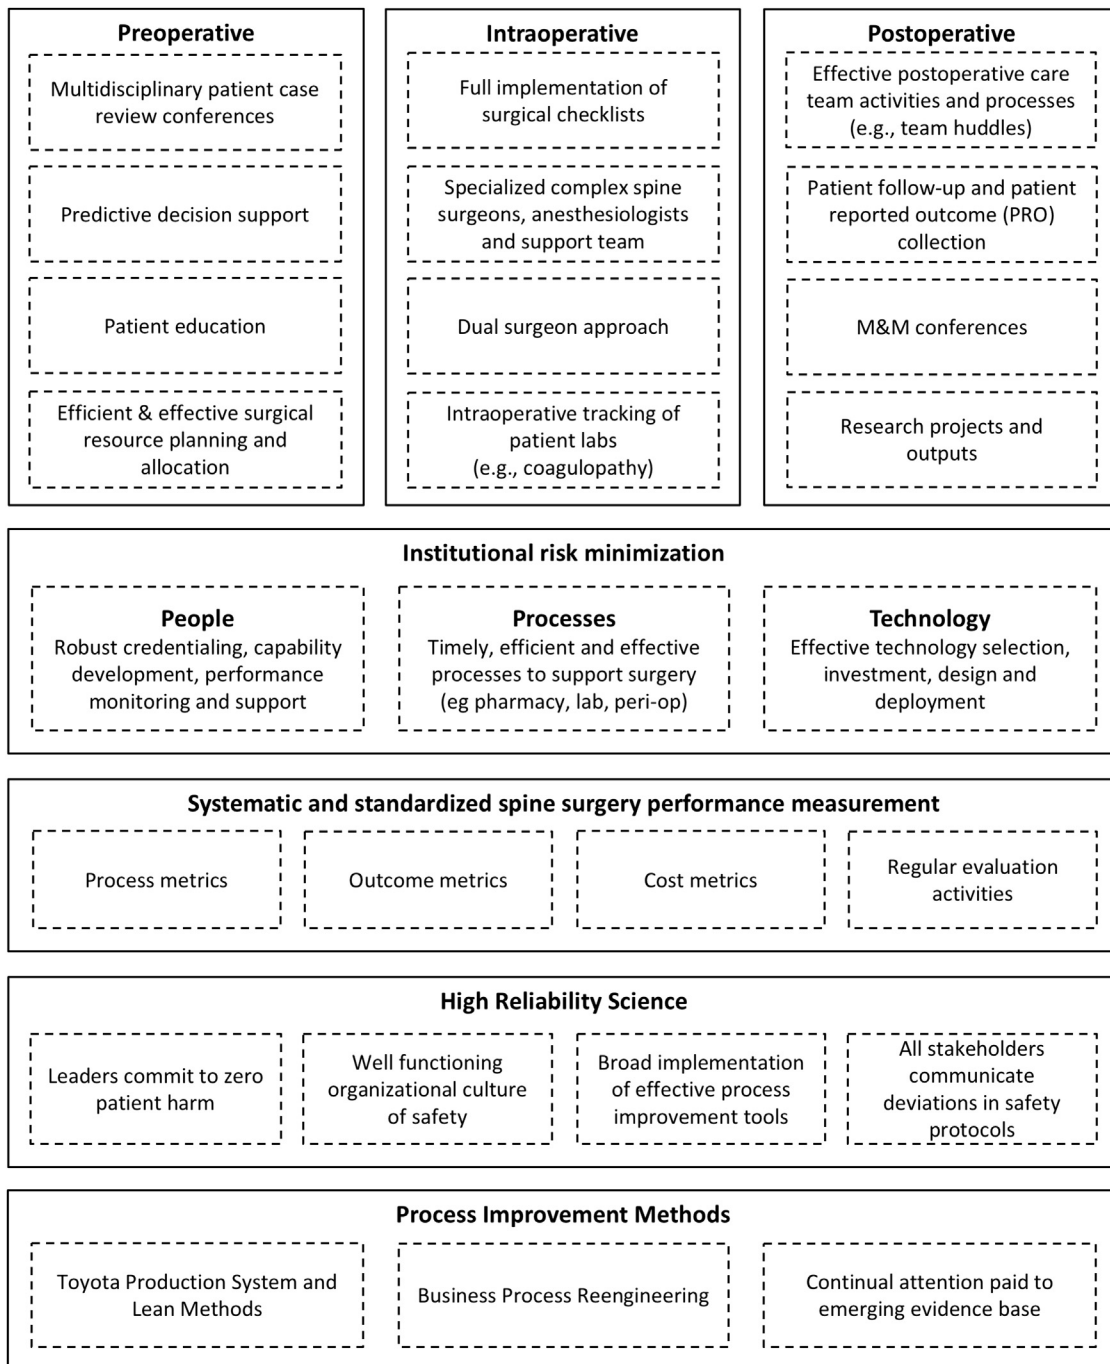 Preoperative
Multidisciplinary patient case
review conferences
Predictive decision support
Patient education
Efficient & effective surgical
resource planning and
allocation
Intraoperative
Full implementation of
surgical checklists
Specialized complex spine
surgeons, anesthesiologists
and support team
Dual surgeon approach
Intraoperative tracking of
patient labs
(e.g., coagulopathy)
Postoperative
Effective postoperative care
team activities and processes
(e.g., team huddles)
Patient follow-up and patient
reported outcome (PRO)
collection
M&M conferences
Research projects and
outputs
Institutional risk minimization
People
Robust credentialing, capability
development, performance
monitoring and support
Processes
Timely, efficient and effective
processes to support surgery
(eg pharmacy, lab, peri-op)
Technology
Effective technology selection,
investment, design and
deployment
Systematic and standardized spine surgery performance measurement
Process metrics
Outcome metrics
Cost metrics
Regular evaluation
activities
High Reliability Science
Leaders commit to zero
patient harm
Well functioning
organizational culture
of safety
Broad implementation
of effective process
improvement tools
All stakeholders
communicate
deviations in safety
protocols
Process Improvement Methods
Toyota Production System and
Lean Methods
Business Process Reengineering
Continual attention paid to
emerging evidence base